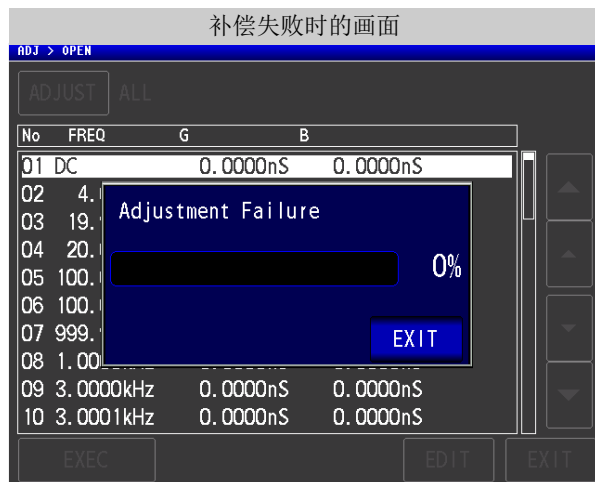 补偿失败时的画面
ADJ > OPEN
ADJUST ALL
No FREQ G B
01 DC 0.0000nS 0.0000nS
02 4.
03 19.
04 20.
05 100.
06 100.
07 999.
08 1.00
Adjustment Failure
0%
EXIT
09 3.0000kHz 0.0000nS 0.0000nS
10 3.0001kHz 0.0000nS 0.0000nS
EXEC EDIT EXIT